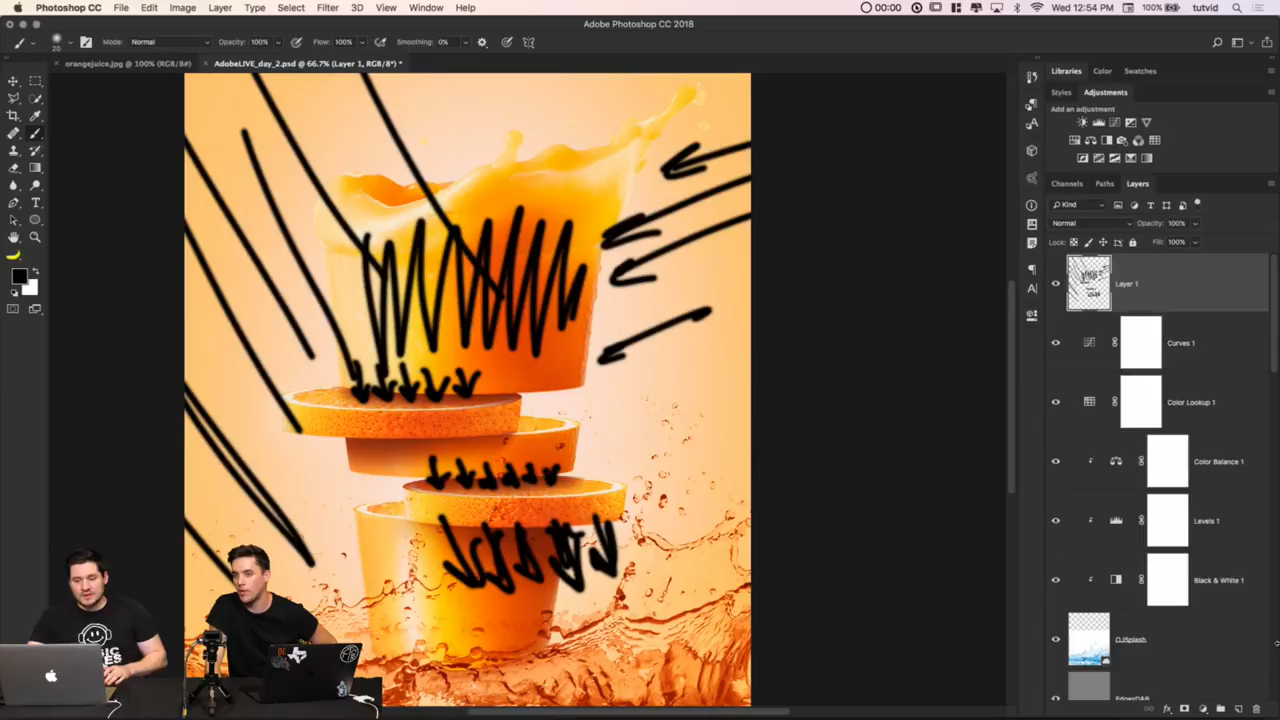 Photoshop CC File Edit Image Layer Type Select Filter 3D View Window Help 00:00 100% Wed 12:54 PM 100% tutvid
Adobe Photoshop CC 2018
20 Mode: Normal Opacity: 100% Flow: 100% Smoothing: 0%
× orangejuice.jpg @ 100% (RGB/8#) × AdobeLIVE_day_2.psd @ 66.7% (Layer 1, RGB/8*) *
Libraries Color Swatches
Styles Adjustments
Add an adjustment
Channels Paths Layers
Kind
Normal Opacity: 100%
Lock: Fill: 100%
Layer 1
Curves 1
Color Lookup 1
Color Balance 1
Levels 1
Black & White 1
OJSplash
EdgesDAB